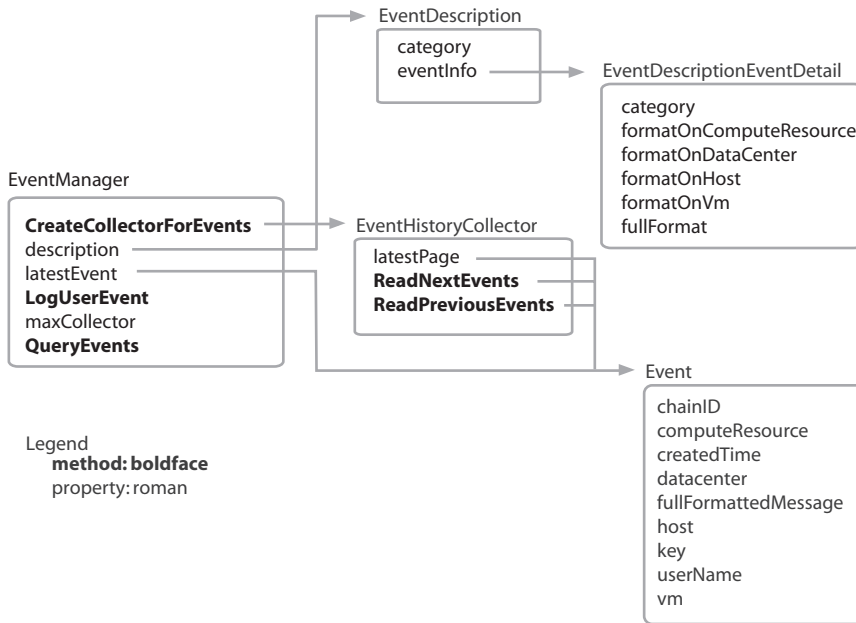 EventDescription
category
eventInfo
EventDescriptionEventDetail
category
formatOnComputeResource
formatOnDataCenter
formatOnHost
formatOnVm
fullFormat
EventManager
CreateCollectorForEvents
description
latestEvent
LogUserEvent
maxCollector
QueryEvents
EventHistoryCollector
latestPage
ReadNextEvents
ReadPreviousEvents
Event
chainID
computeResource
createdTime
datacenter
fullFormattedMessage
host
key
userName
vm
Legend
method: boldface
property: roman